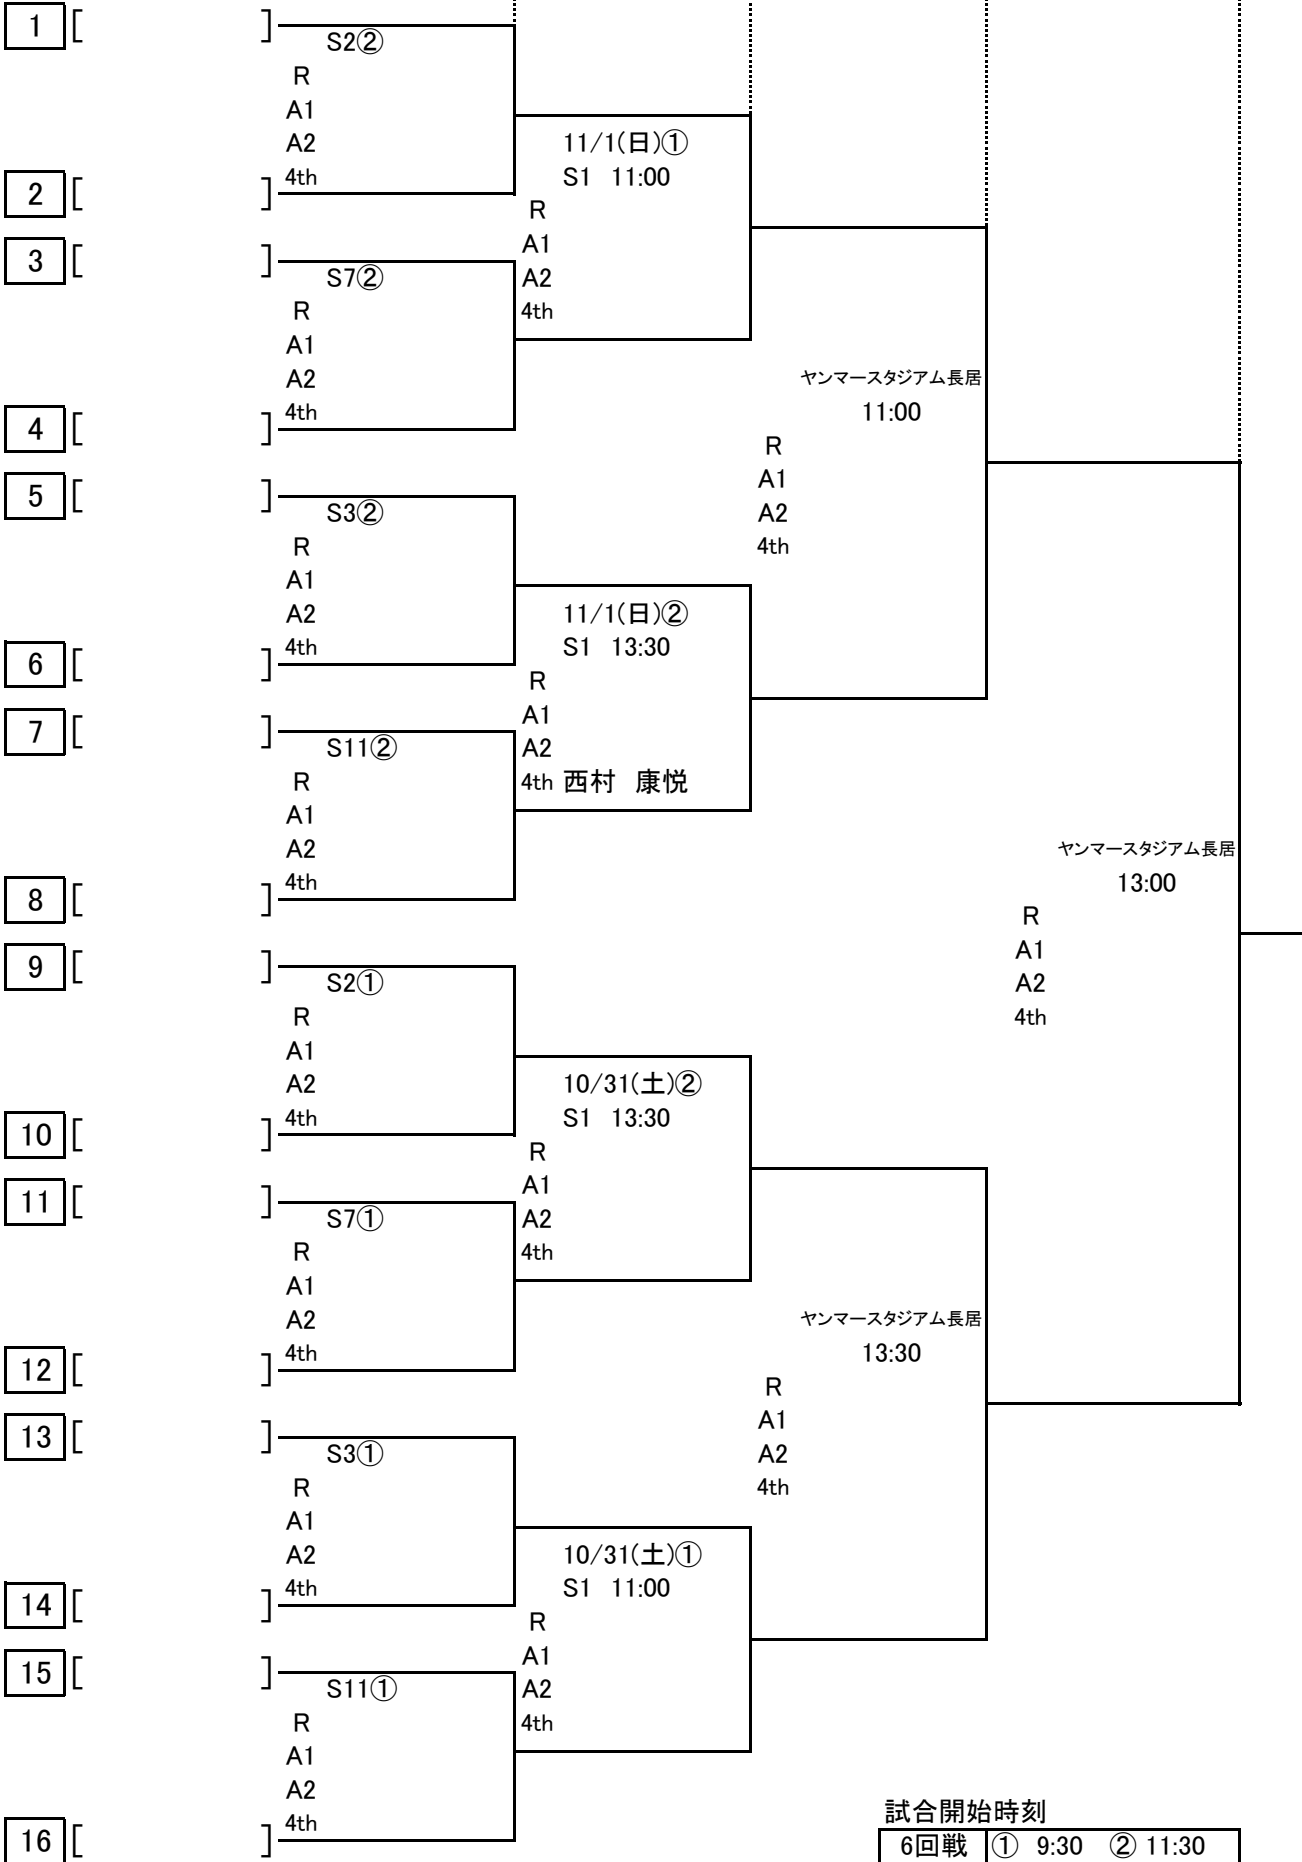 1 [ ]
S2②
R
A1
A2
4th
2 [ ]
11/1(日)①
S1 11:00
R
A1
A2
4th
3 [ ]
S7②
R
A1
A2
4th
4 [ ]
ヤンマースタジアム長居
11:00
R
A1
A2
4th
5 [ ]
S3②
R
A1
A2
4th
6 [ ]
11/1(日)②
S1 13:30
R
A1
A2
4th 西村 康悦
7 [ ]
S11②
R
A1
A2
4th
8 [ ]
ヤンマースタジアム長居
13:00
R
A1
A2
4th
9 [ ]
S2①
R
A1
A2
4th
10 [ ]
10/31(土)②
S1 13:30
R
A1
A2
4th
11 [ ]
S7①
R
A1
A2
4th
12 [ ]
ヤンマースタジアム長居
13:30
R
A1
A2
4th
13 [ ]
S3①
R
A1
A2
4th
14 [ ]
10/31(土)①
S1 11:00
R
A1
A2
4th
15 [ ]
S11①
R
A1
A2
4th
16 [ ]
試合開始時刻
6回戦 ① 9:30 ② 11:30